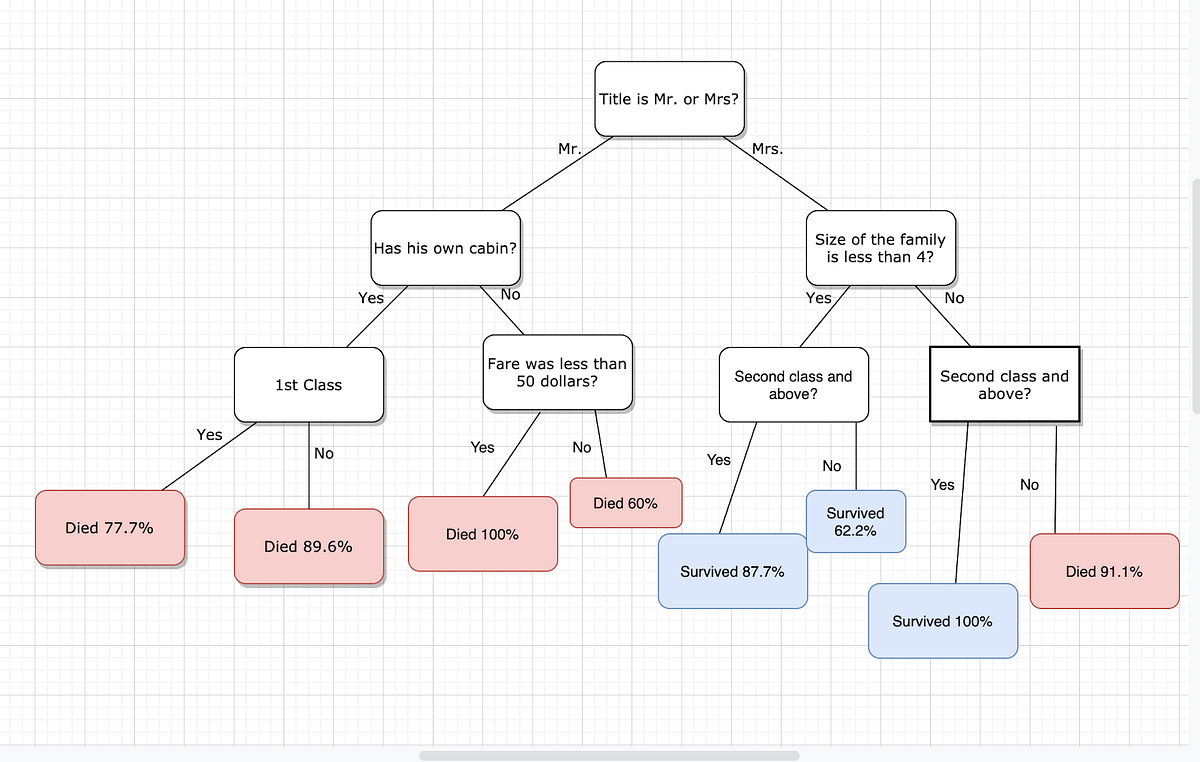 Title is Mr. or Mrs?
Mr.
Mrs.
Has his own cabin?
Size of the family
is less than 4?
Yes
No
Yes
No
1st Class
Fare was less than
50 dollars?
Second class and
above?
Second class and
above?
Yes
No
Yes
No
Yes
No
Yes
No
Died 77.7%
Died 89.6%
Died 100%
Died 60%
Survived 87.7%
Survived
62.2%
Survived 100%
Died 91.1%